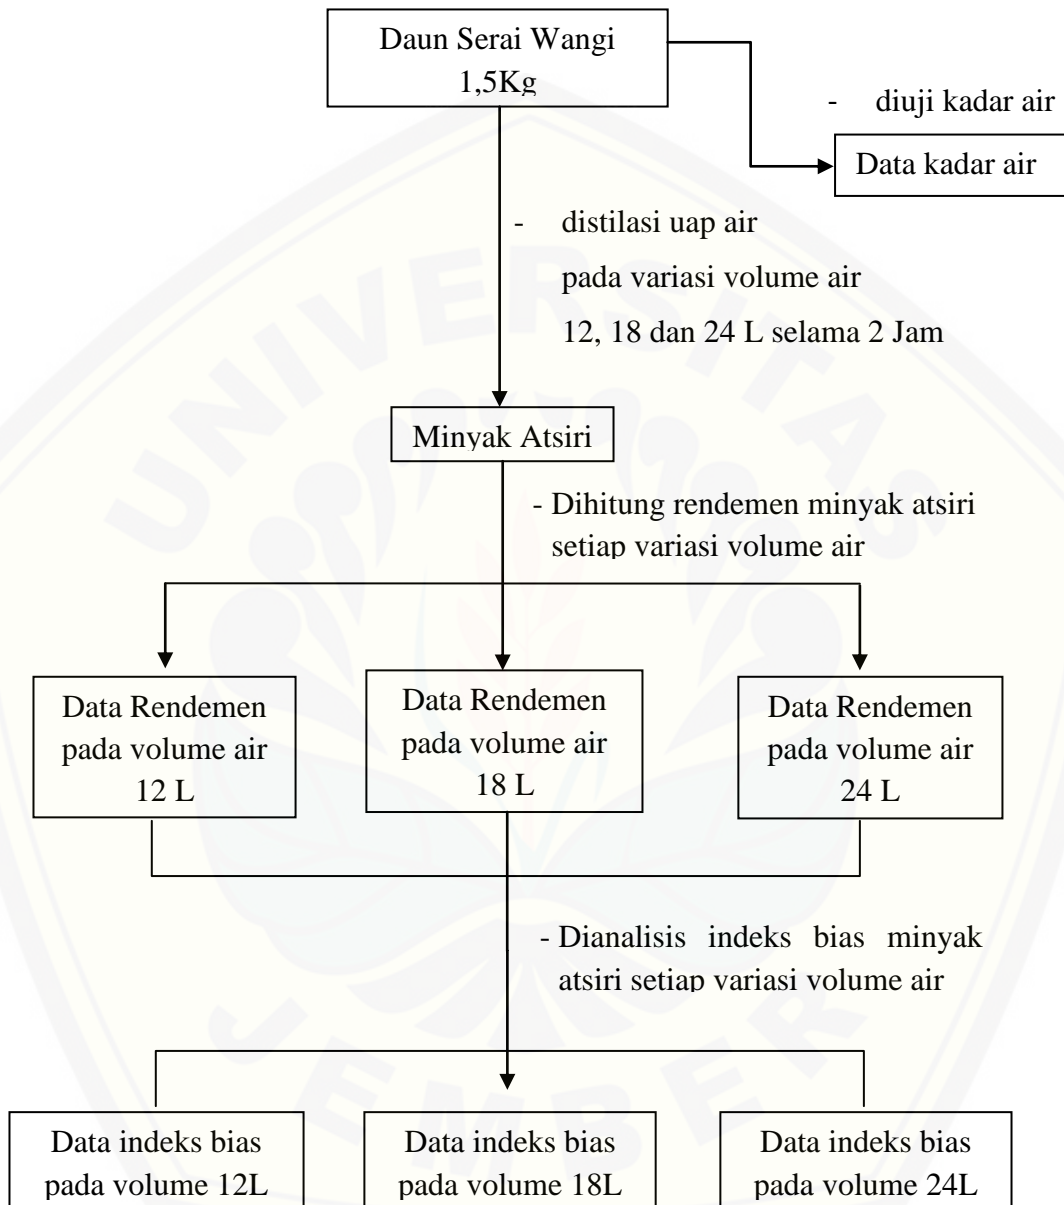 Daun Serai Wangi
1,5Kg
- diuji kadar air
Data kadar air
- distilasi uap air
pada variasi volume air
12, 18 dan 24 L selama 2 Jam
Minyak Atsiri
- Dihitung rendemen minyak atsiri
setiap variasi volume air
Data Rendemen
pada volume air
12 L
Data Rendemen
pada volume air
18 L
Data Rendemen
pada volume air
24 L
- Dianalisis indeks bias minyak
atsiri setiap variasi volume air
Data indeks bias
pada volume 12L
Data indeks bias
pada volume 18L
Data indeks bias
pada volume 24L
UNIVERSITAS
JEMBER